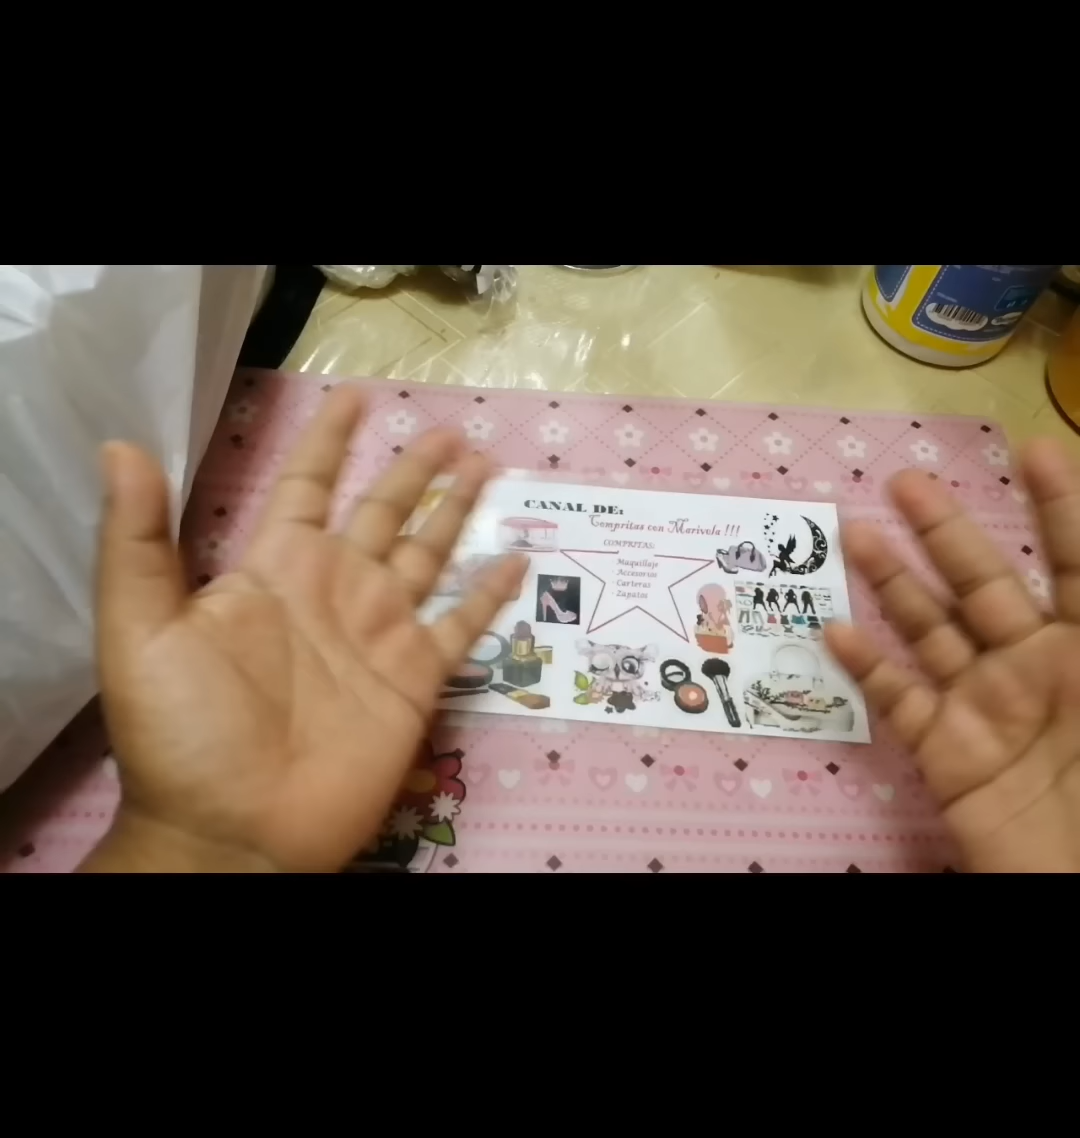 CANAL DE:
Compritas con Marivela !!!
COMPRITAS:
- Maquillaje
- Accesorios
- Carteras
- Zapatos